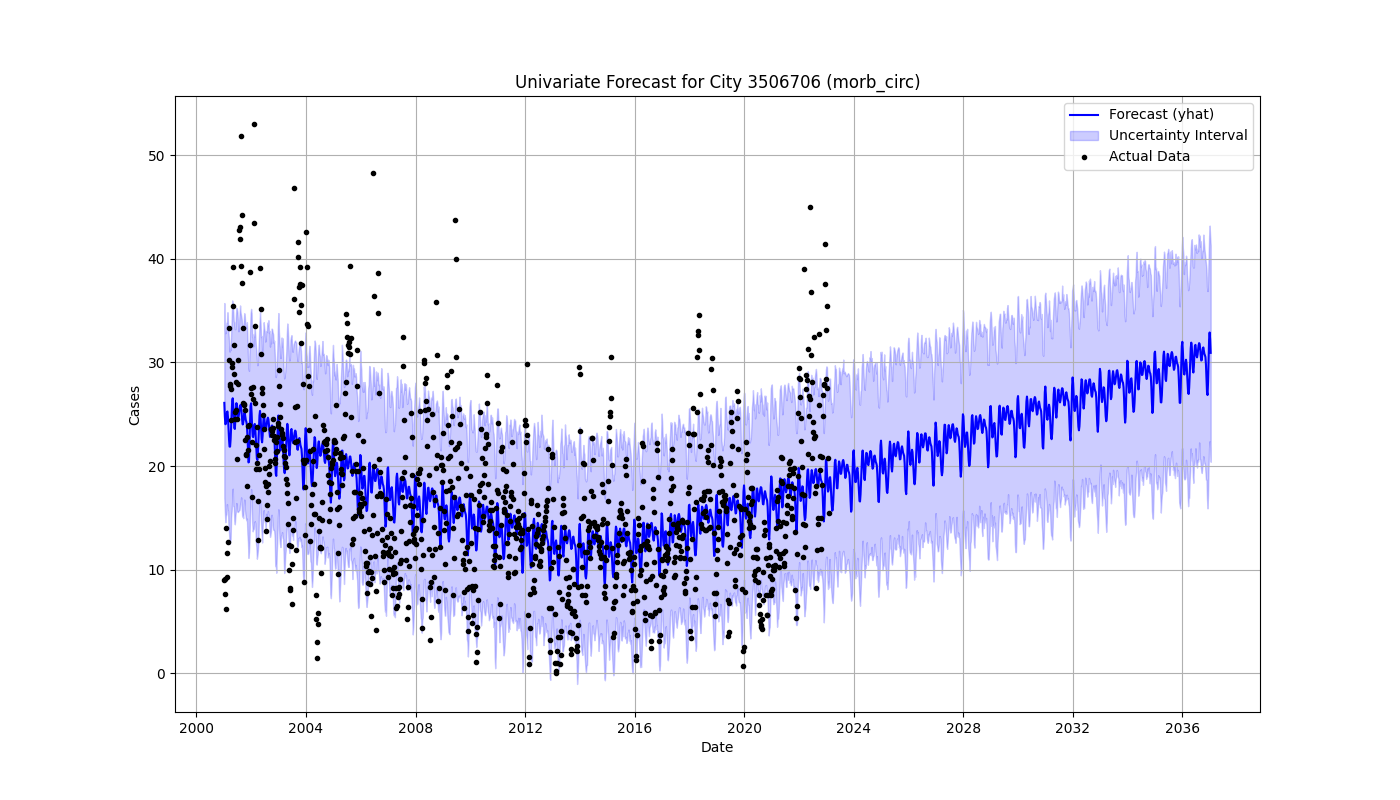 Univariate Forecast for City 3506706 (morb_circ)
Forecast (yhat)
Uncertainty Interval
Actual Data
Cases
50
40
30
20
10
0
2000 2004 2008 2012 2016 2020 2024 2028 2032 2036
Date